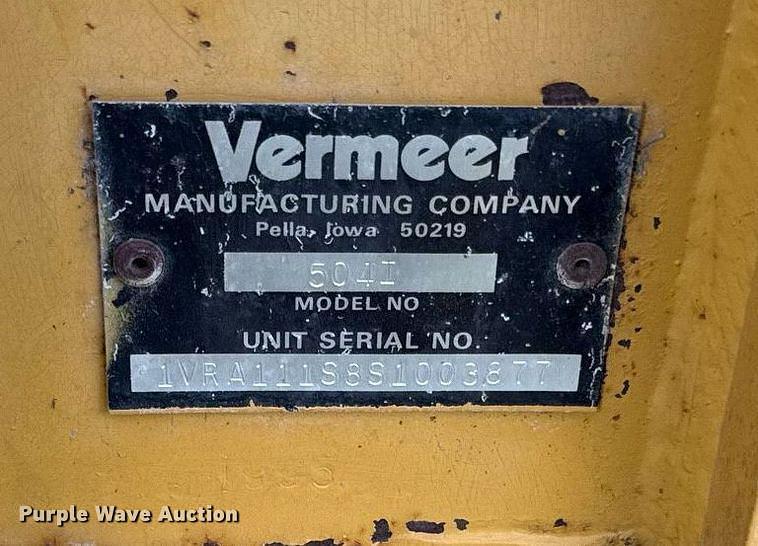 Vermeer
MANUFACTURING COMPANY
Pella, Iowa 50219
504I
MODEL NO
UNIT SERIAL NO.
1VRA111S8S1003877
Purple Wave Auction